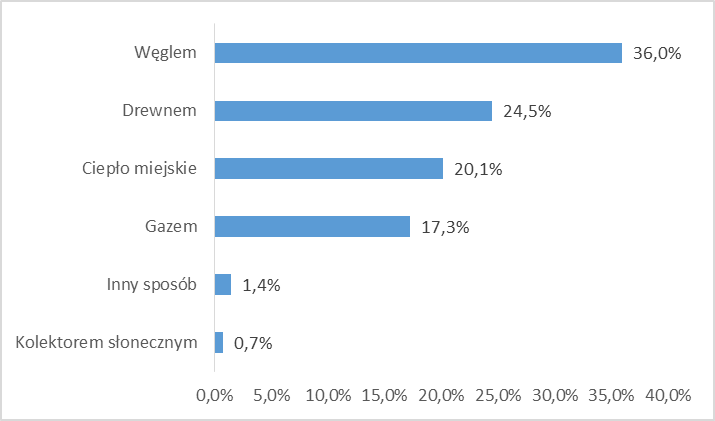 Węglem 36,0%
Drewnem 24,5%
Ciepło miejskie 20,1%
Gazem 17,3%
Inny sposób 1,4%
Kolektorem słonecznym 0,7%
0,0% 5,0% 10,0% 15,0% 20,0% 25,0% 30,0% 35,0% 40,0%